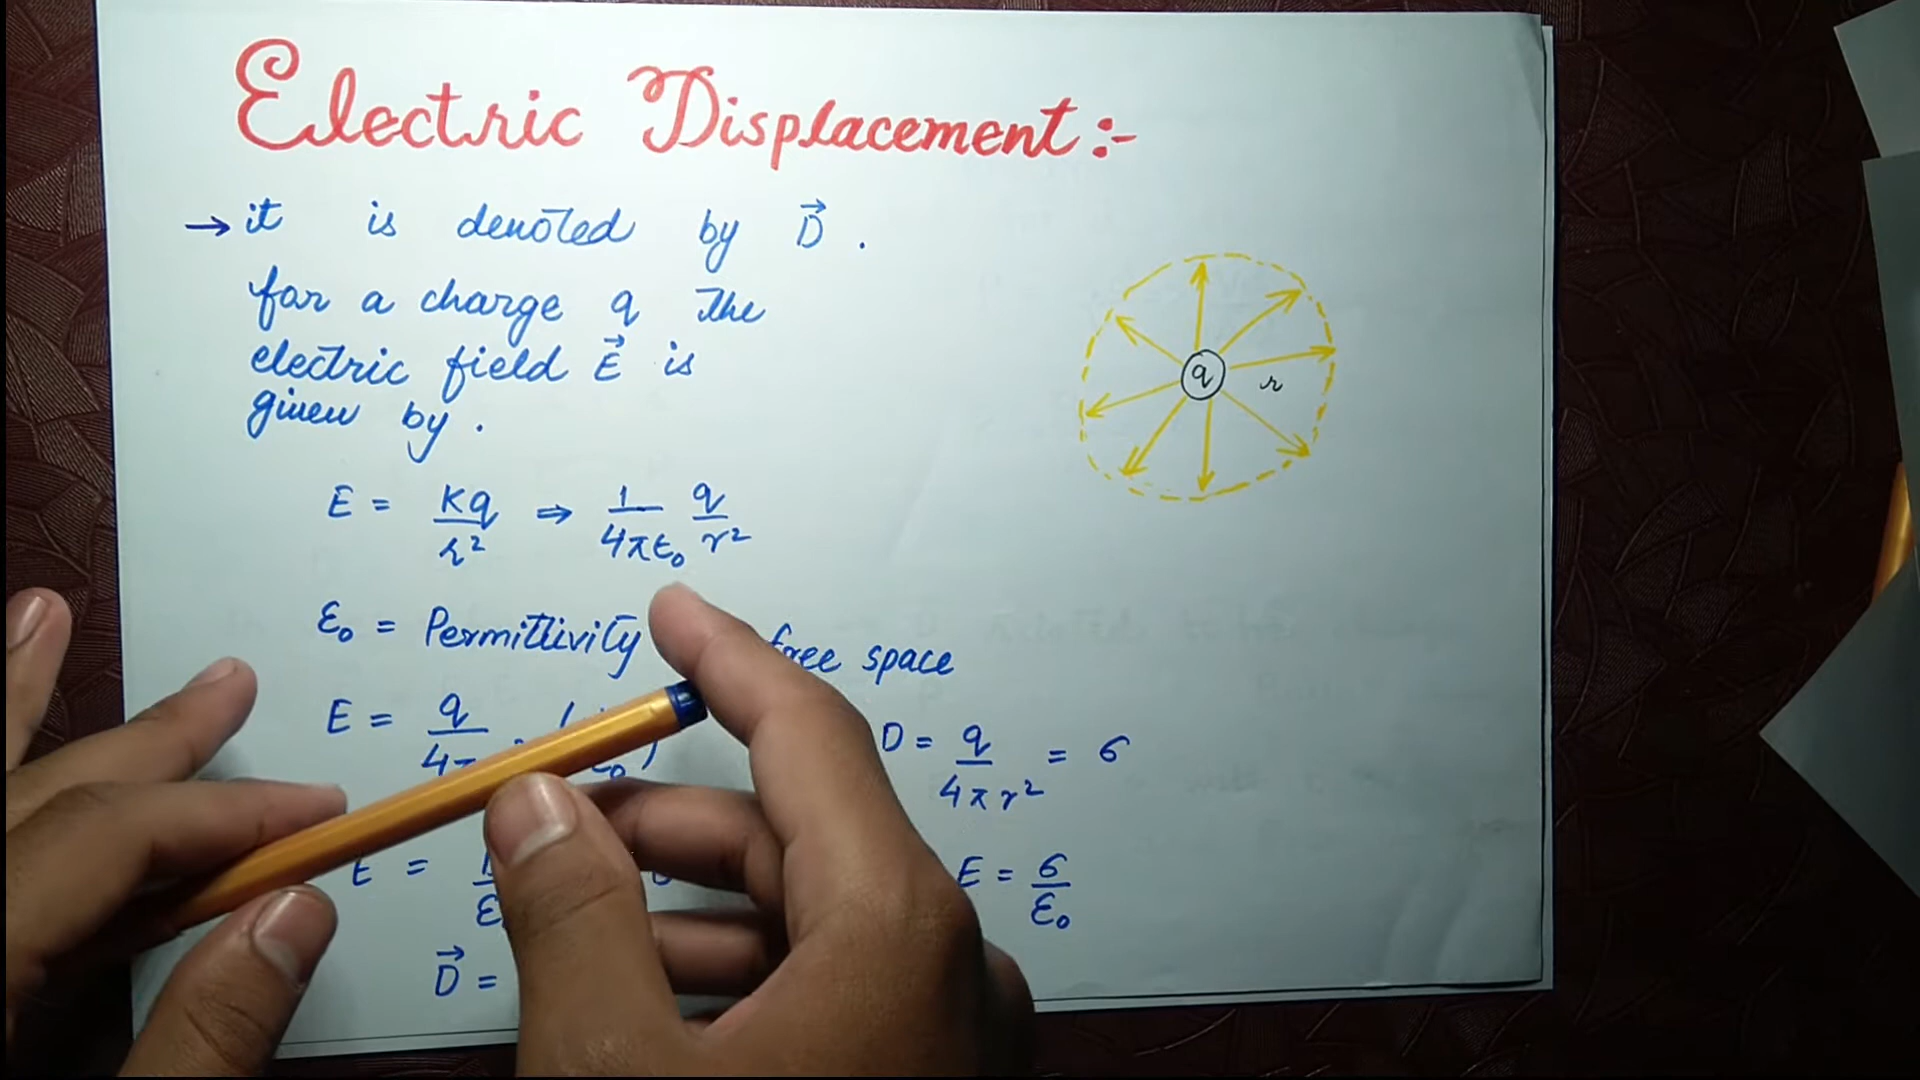 Electric Displacement:-
→ it is denoted by D⃗ .
for a charge q the
electric field E⃗ is
given by .
E = Kq/r² ⇒ 1/4πε₀ q/r²
ε₀ = Permittivity free space
E = q/4π
D = q/4πr² = σ
E =
E = σ/ε₀
D⃗ =
q
r